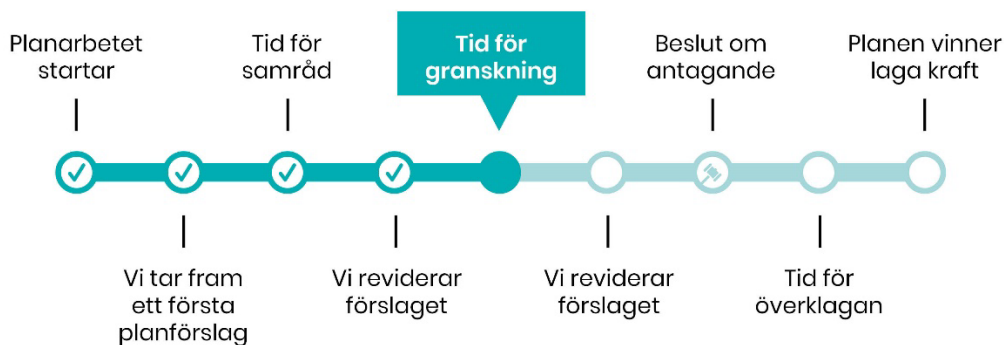 Planarbetet
startar
Vi tar fram
ett första
planförslag
Tid för
samråd
Vi reviderar
förslaget
Tid för
granskning
Vi reviderar
förslaget
Beslut om
antagande
Tid för
överklagan
Planen vinner
laga kraft